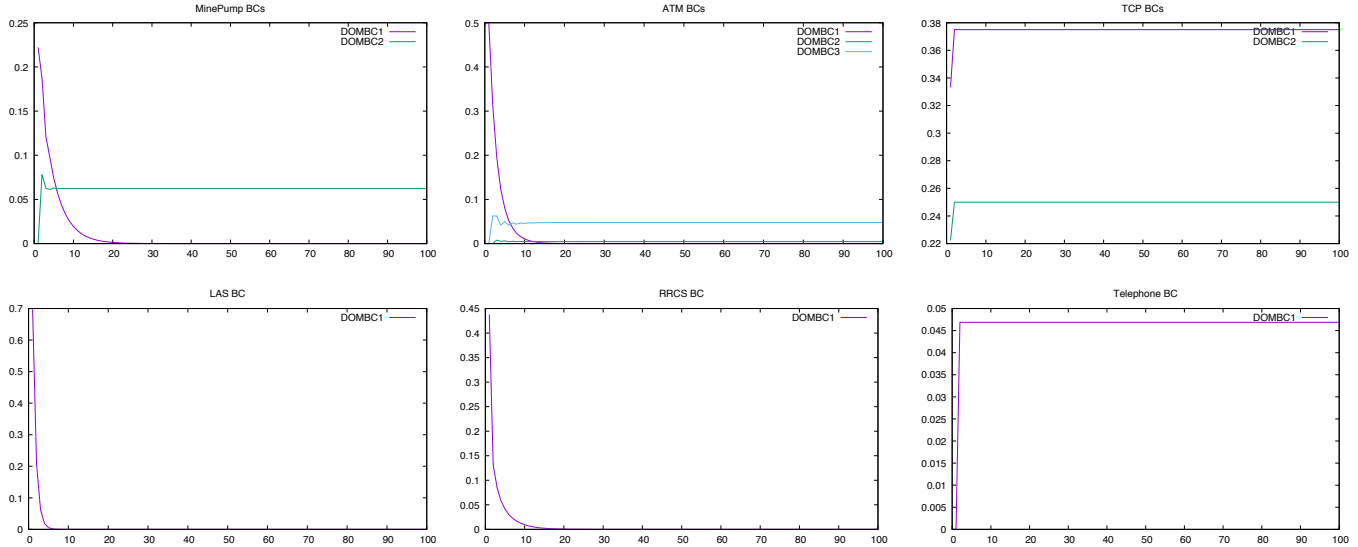 MinePump BCs
0.25
0.2
0.15
0.1
0.05
0
DOMBC1
DOMBC2
0 10 20 30 40 50 60 70 80 90 100
ATM BCs
0.5
0.4
0.3
0.2
0.1
0
DOMBC1
DOMBC2
DOMBC3
0 10 20 30 40 50 60 70 80 90 100
TCP BCs
0.38
0.36
0.34
0.32
0.3
0.28
0.26
0.24
0.22
DOMBC1
DOMBC2
0 10 20 30 40 50 60 70 80 90 100
LAS BC
0.7
0.6
0.5
0.4
0.3
0.2
0.1
0
DOMBC1
0 10 20 30 40 50 60 70 80 90 100
RRCS BC
0.45
0.4
0.35
0.3
0.25
0.2
0.15
0.1
0.05
0
DOMBC1
0 10 20 30 40 50 60 70 80 90 100
Telephone BC
0.05
0.045
0.04
0.035
0.03
0.025
0.02
0.015
0.01
0.005
0
DOMBC1
0 10 20 30 40 50 60 70 80 90 100